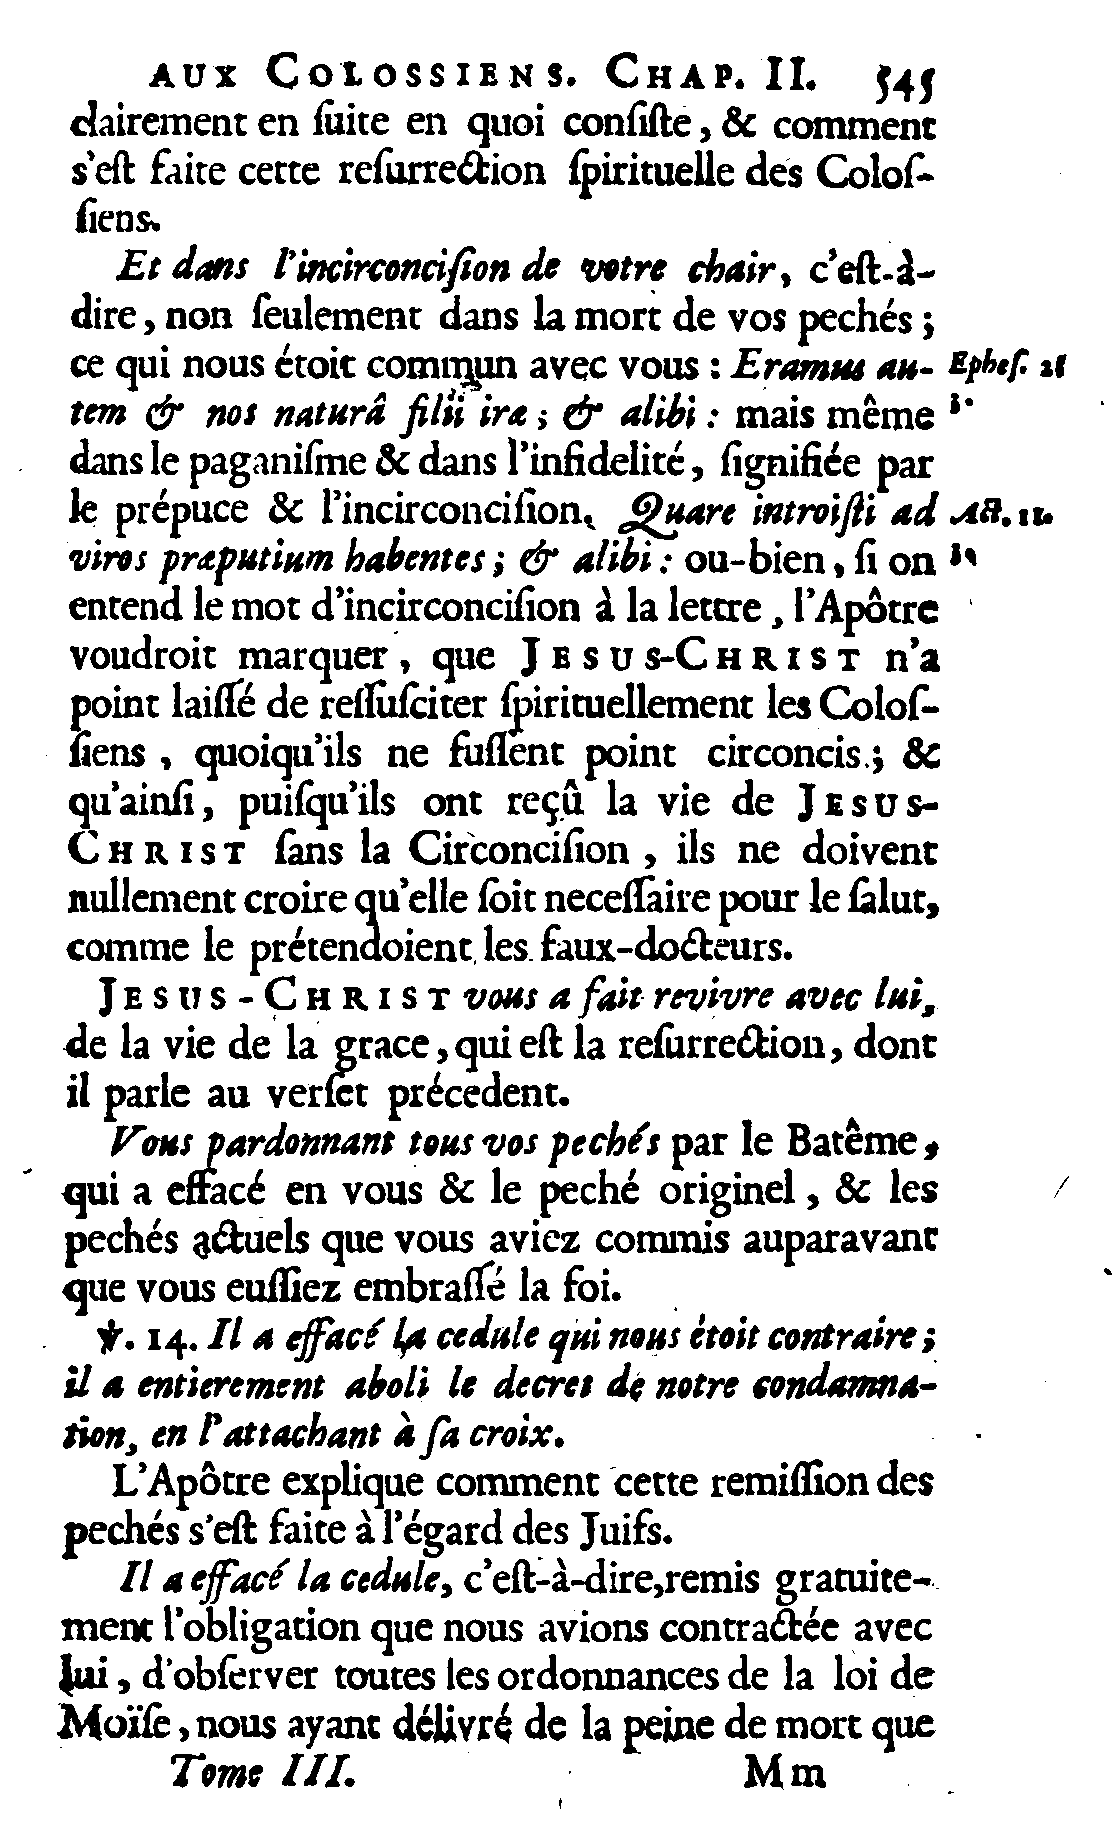 AUX COLOSSIENS. CHAP. II. 545
clairement en ſuite en quoi conſiſte, & comment
s'eſt faite cette reſurrection ſpirituelle des Coloſ-
ſiens.
Et dans l'incirconciſion de votre chair, c'eſt-à-
dire, non ſeulement dans la mort de vos pechés ;
ce qui nous étoit commun avec vous : Eramus au- Epheſ. 2.
tem & nos naturâ filii iræ ; & alibi : mais même 3.
dans le paganiſme & dans l'infidelité, ſignifiée par
le prépuce & l'incirconciſion. Quare introiſti ad Act. 11.
viros præputium habentes ; & alibi : ou-bien, ſi on 3.
entend le mot d'incirconciſion à la lettre, l'Apôtre
voudroit marquer, que JESUS-CHRIST n'a
point laiſſé de reſſuſciter ſpirituellement les Coloſ-
ſiens, quoiqu'ils ne fuſſent point circoncis ; &
qu'ainſi, puiſqu'ils ont reçû la vie de JESUS-
CHRIST ſans la Circonciſion, ils ne doivent
nullement croire qu'elle ſoit neceſſaire pour le ſalut,
comme le prétendoient les faux-docteurs.
JESUS-CHRIST vous a fait revivre avec lui,
de la vie de la grace, qui eſt la reſurrection, dont
il parle au verſet précedent.
Vous pardonnant tous vos pechés par le Batême,
qui a effacé en vous & le peché originel, & les
pechés actuels que vous aviez commis auparavant
que vous euſſiez embraſſé la foi.
℣. 14. Il a effacé la cedule qui nous étoit contraire ;
il a entierement aboli le decret de notre condamna-
tion, en l'attachant à ſa croix.
L'Apôtre explique comment cette remiſſion des
pechés s'eſt faite à l'égard des Juifs.
Il a effacé la cedule, c'eſt-à-dire, remis gratuite-
ment l'obligation que nous avions contractée avec
lui, d'obſerver toutes les ordonnances de la loi de
Moïſe, nous ayant délivré de la peine de mort que
Tome III. Mm